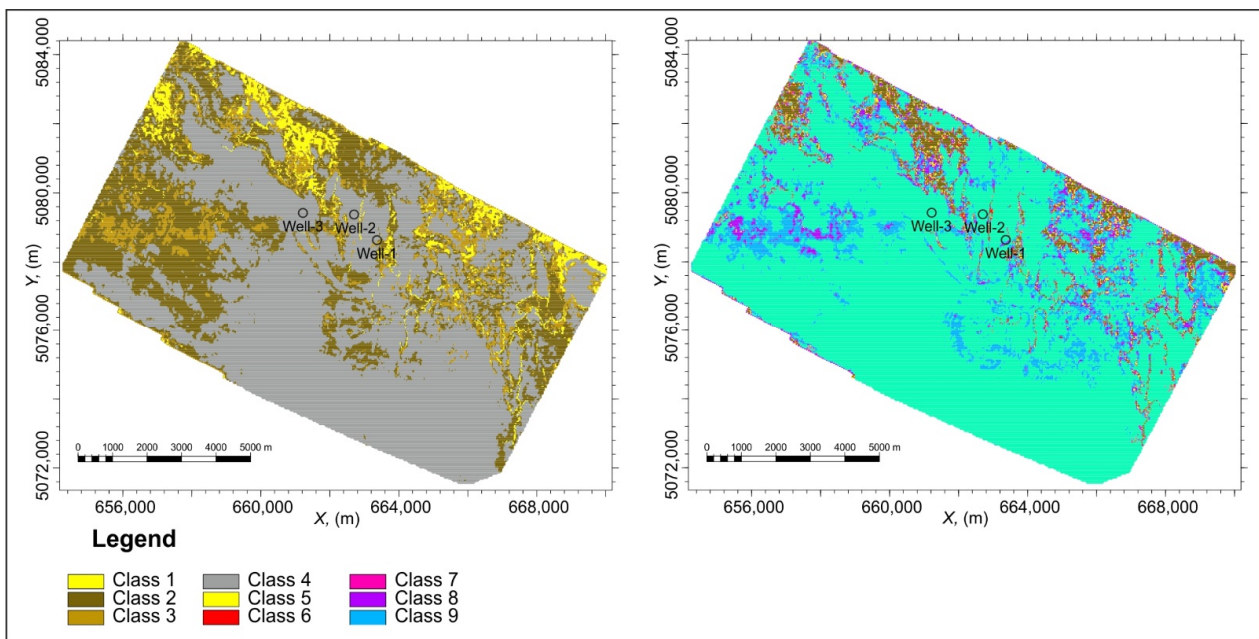 5084,000
5080,000
5076,000
5072,000
Y, (m)
Well-3
Well-2
Well-1
0 1000 2000 3000 4000 5000 m
656,000 660,000 664,000 668,000
X, (m)
5084,000
5080,000
5076,000
5072,000
Y, (m)
Well-3
Well-2
Well-1
0 1000 2000 3000 4000 5000 m
656,000 660,000 664,000 668,000
X, (m)
Legend
Class 1 Class 4 Class 7
Class 2 Class 5 Class 8
Class 3 Class 6 Class 9